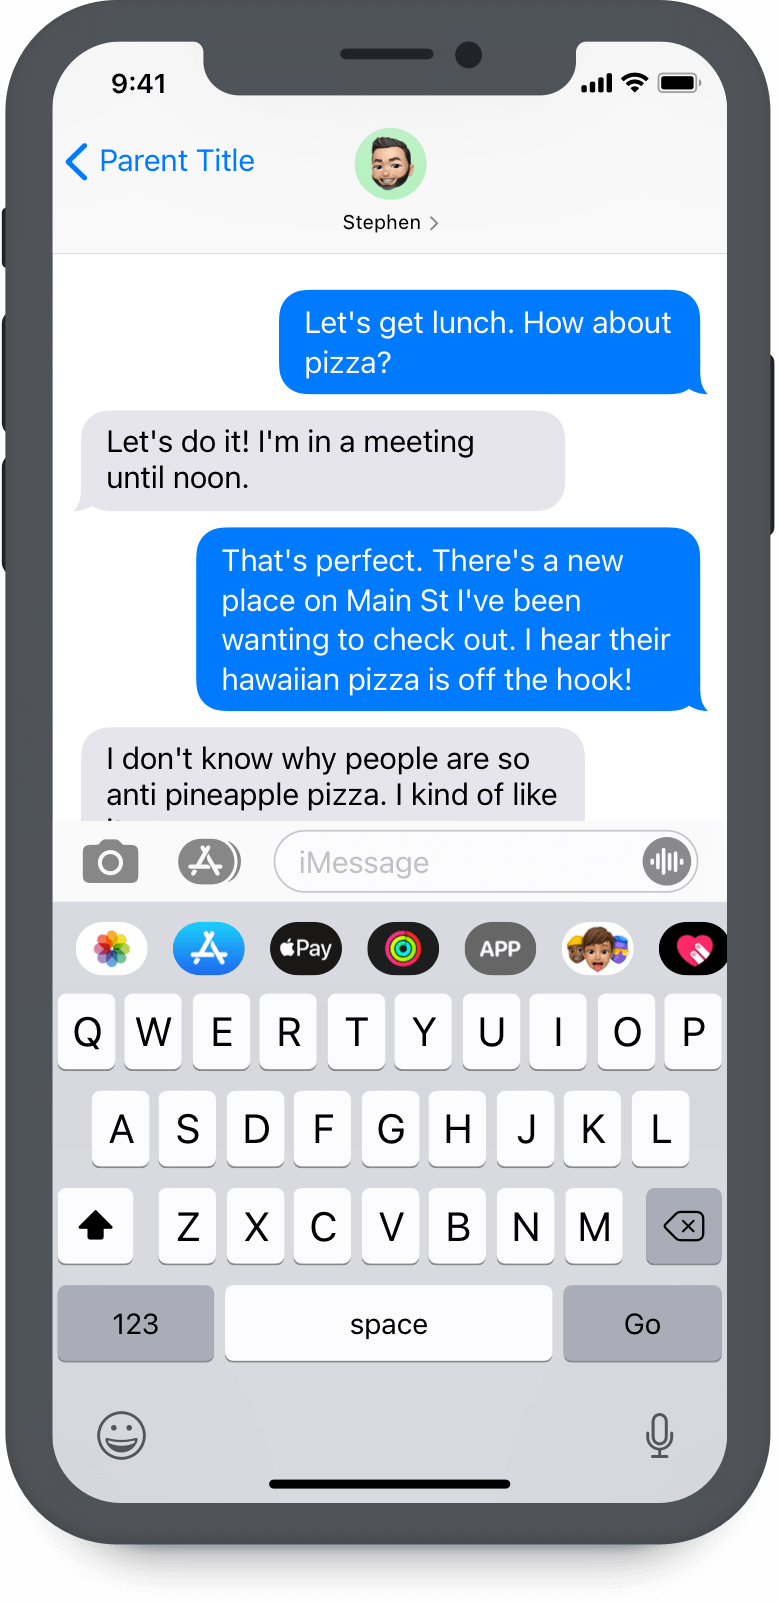 9:41
Parent Title
Stephen
Let's get lunch. How about
pizza?
Let's do it! I'm in a meeting
until noon.
That's perfect. There's a new
place on Main St I've been
wanting to check out. I hear their
hawaiian pizza is off the hook!
I don't know why people are so
anti pineapple pizza. I kind of like
iMessage
Pay APP
Q W E R T Y U I O P
A S D F G H J K L
Z X C V B N M
123 space Go